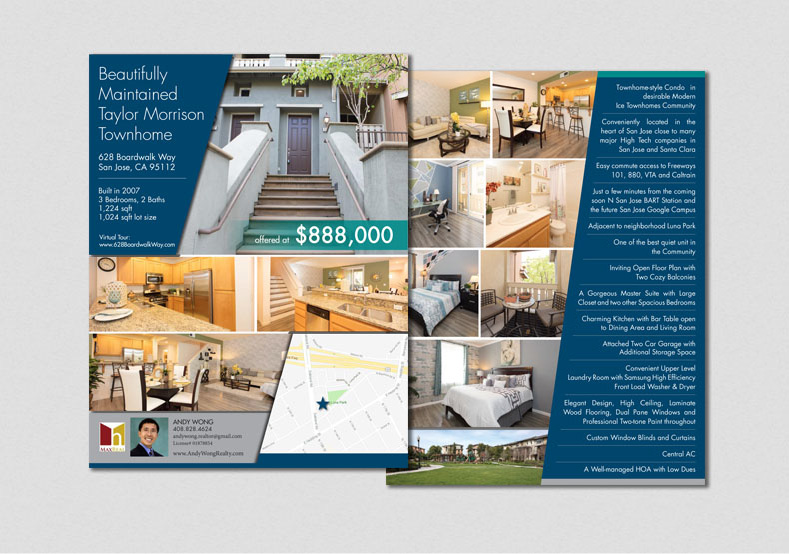 Beautifully
Maintained
Taylor Morrison
Townhome
628 Boardwalk Way
San Jose, CA 95112
Built in 2007
3 Bedrooms, 2 Baths
1,224 sqft
1,024 sqft lot size
Virtual Tour:
www.628BoardwalkWay.com
offered at $888,000
Luna Park
MAXREAL
ANDY WONG
408.828.4624
andywong.realtor@gmail.com
License# 01878854
www.AndyWongRealty.com
Townhome-style Condo in
desirable Modern
Ice Townhomes Community
Conveniently located in the
heart of San Jose close to many
major High Tech companies in
San Jose and Santa Clara
Easy commute access to Freeways
101, 880, VTA and Caltrain
Just a few minutes from the coming
soon N San Jose BART Station and
the future San Jose Google Campus
Adjacent to neighborhood Luna Park
One of the best quiet unit in
the Community
Inviting Open Floor Plan with
Two Cozy Balconies
A Gorgeous Master Suite with Large
Closet and two other Spacious Bedrooms
Charming Kitchen with Bar Table open
to Dining Area and Living Room
Attached Two Car Garage with
Additional Storage Space
Convenient Upper Level
Laundry Room with Samsung High Efficiency
Front Load Washer & Dryer
Elegant Design, High Ceiling, Laminate
Wood Flooring, Dual Pane Windows and
Professional Two-tone Paint throughout
Custom Window Blinds and Curtains
Central AC
A Well-managed HOA with Low Dues